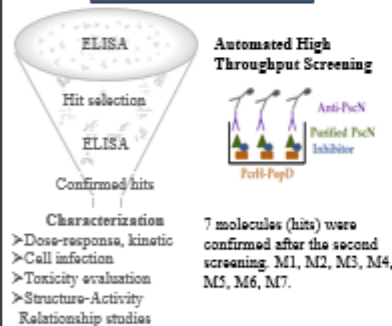 ELISA
Hit selection
ELISA
Confirmed hits
Characterization
➢Dose-response, kinetic
➢Cell infection
➢Toxicity evaluation
➢Structure-Activity
Relationship studies
Automated High
Throughput Screening
Anti-PscN
Purified PscN
Inhibitor
PcrH-PopD
7 molecules (hits) were
confirmed after the second
screening. M1, M2, M3, M4,
M5, M6, M7.